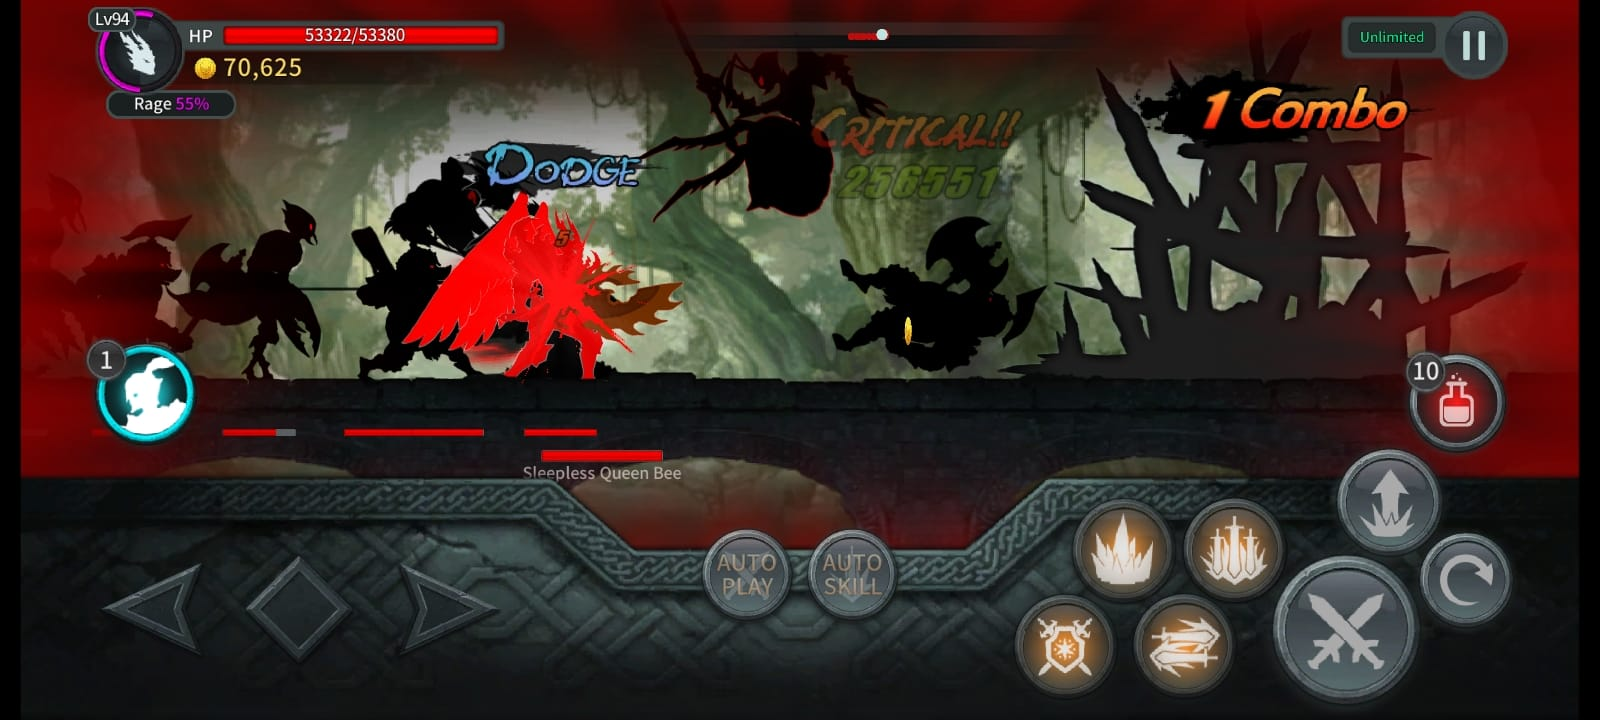 Lv94
HP
53322/53380
70,625
Rage 55%
Unlimited
1 Combo
CRITICAL!!
256551
DODGE
5
1
10
Sleepless Queen Bee
AUTO PLAY
AUTO SKILL